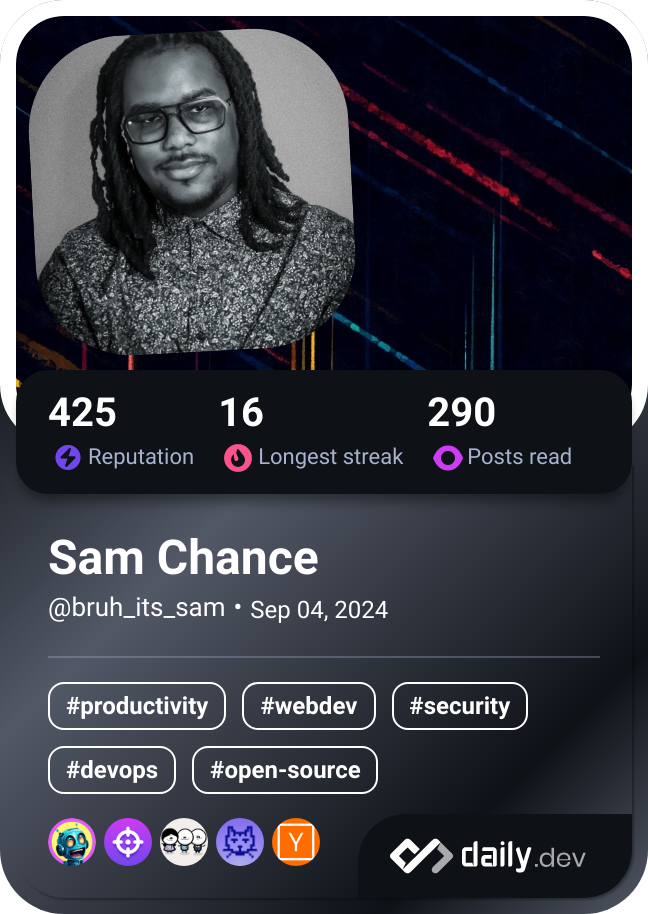 425 16 290
Reputation Longest streak Posts read
Sam Chance
@bruh_its_sam • Sep 04, 2024
#productivity #webdev #security
#devops #open-source
Y daily.dev